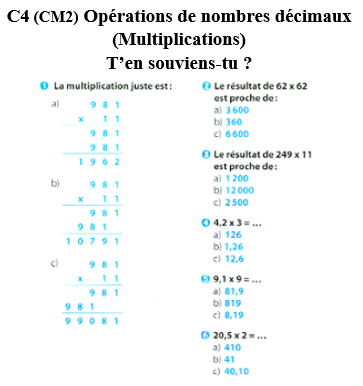 C4 (CM2) Opérations de nombres décimaux
(Multiplications)
T'en souviens-tu ?
1 La multiplication juste est :
a) 9 8 1
x 1 1
9 8 1
9 8 1
1 9 6 2
b) 9 8 1
x 1 1
9 8 1
9 8 1
1 0 7 9 1
c) 9 8 1
x 1 1
9 8 1
9 8 1
9 9 0 8 1
2 Le résultat de 62 x 62
est proche de :
a) 3 600
b) 360
c) 6 600
3 Le résultat de 249 x 11
est proche de :
a) 1 200
b) 12 000
c) 2 500
4 4,2 x 3 = ...
a) 126
b) 1,26
c) 12,6
5 9,1 x 9 = ...
a) 81,9
b) 819
c) 8,19
6 20,5 x 2 = ...
a) 410
b) 41
c) 40,10